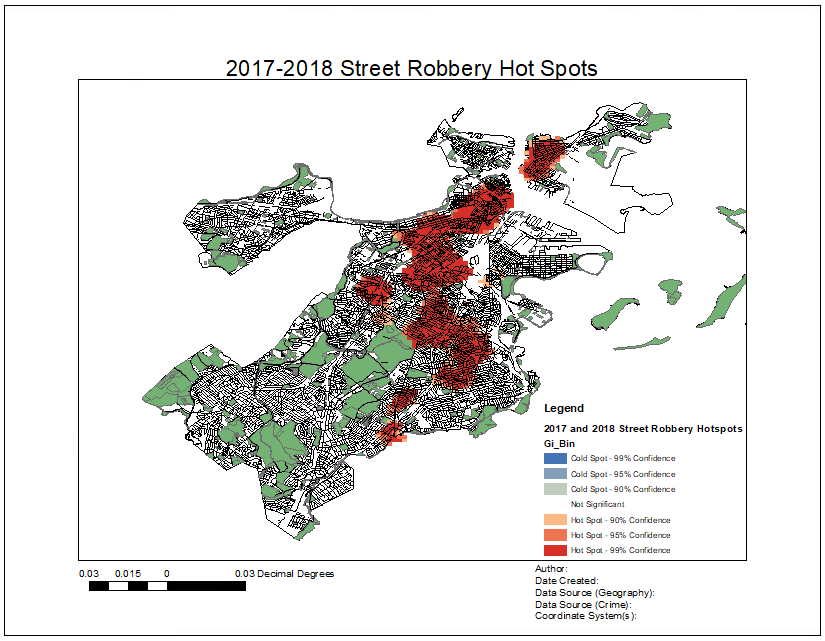 2017-2018 Street Robbery Hot Spots
Legend
2017 and 2018 Street Robbery Hotspots
Gi_Bin
Cold Spot - 99% Confidence
Cold Spot - 95% Confidence
Cold Spot - 90% Confidence
Not Significant
Hot Spot - 90% Confidence
Hot Spot - 95% Confidence
Hot Spot - 99% Confidence
0.03 0.015 0 0.03 Decimal Degrees
Author:
Date Created:
Data Source (Geography):
Data Source (Crime):
Coordinate System(s):